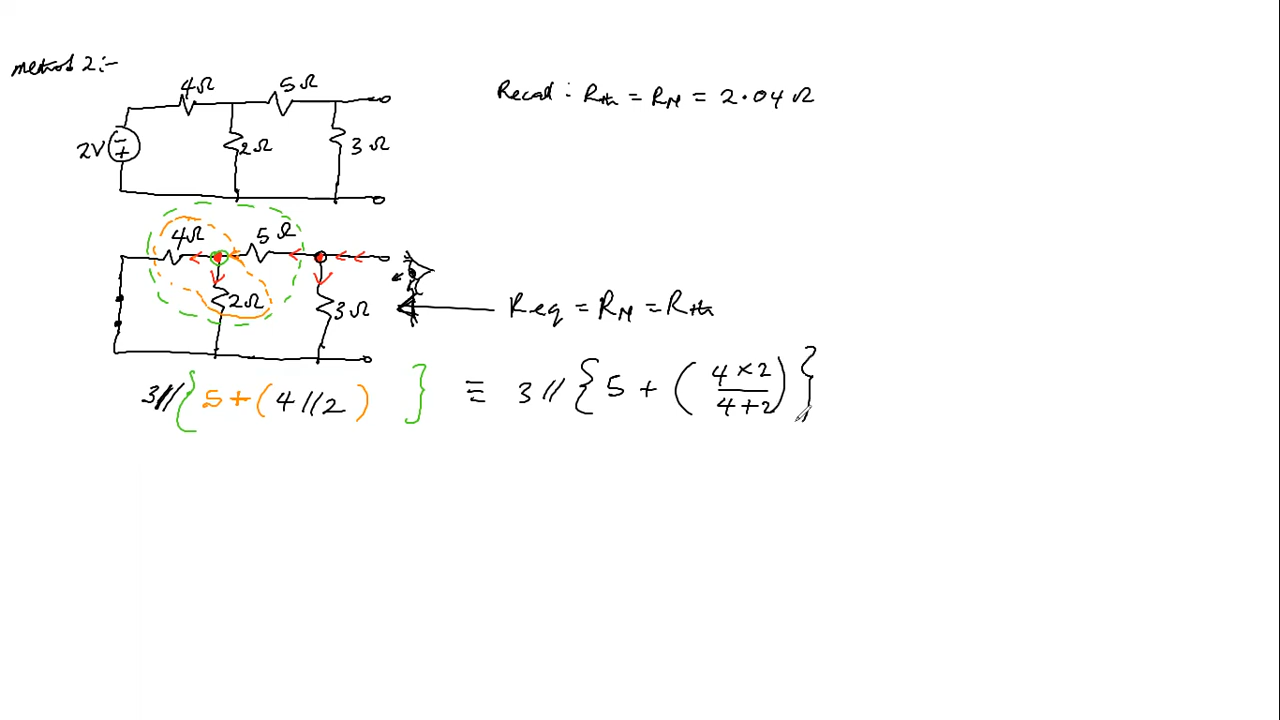 method 2:-
4Ω 5Ω
2V - + 2Ω 3Ω
Recall : Rth = RN = 2.04 Ω
4Ω 5Ω
2Ω 3Ω
Req = RN = Rth
3//{5+(4//2)} ≡ 3//{5 + (4×2/4+2)}